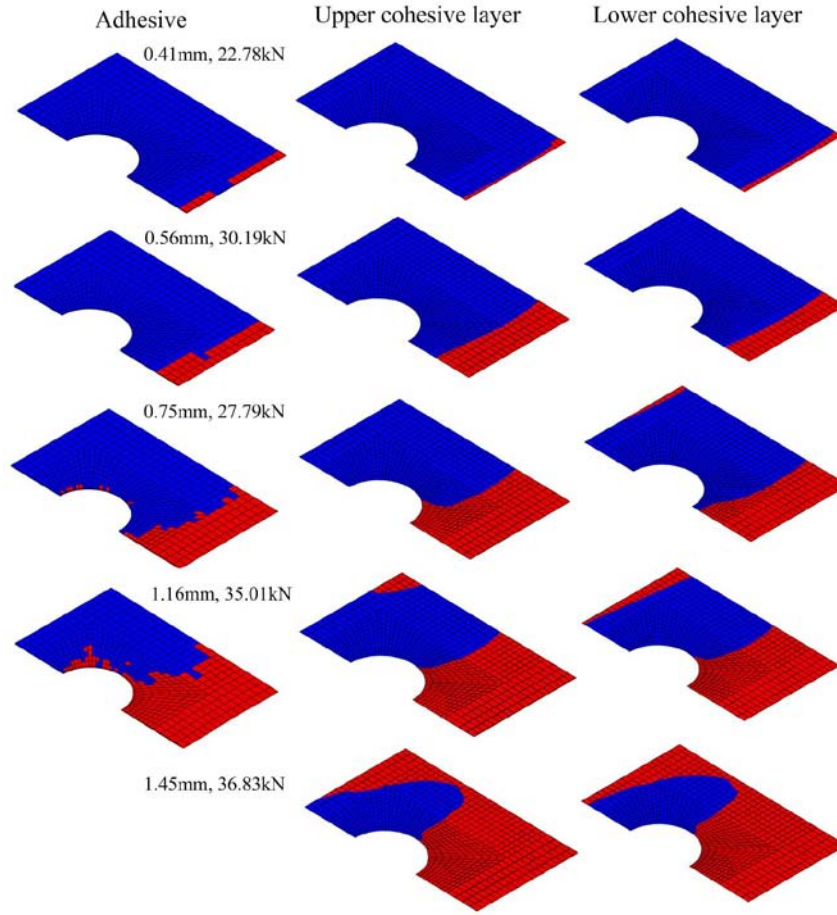 Adhesive
Upper cohesive layer
Lower cohesive layer
0.41mm, 22.78kN
0.56mm, 30.19kN
0.75mm, 27.79kN
1.16mm, 35.01kN
1.45mm, 36.83kN